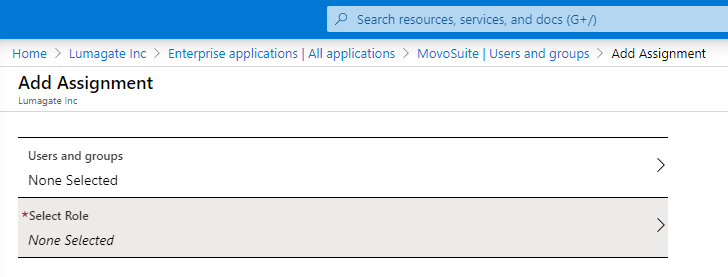 Search resources, services, and docs (G+/)
Home > Lumagate Inc > Enterprise applications | All applications > MovoSuite | Users and groups > Add Assignment
Add Assignment
Lumagate Inc
Users and groups
None Selected
*Select Role
None Selected